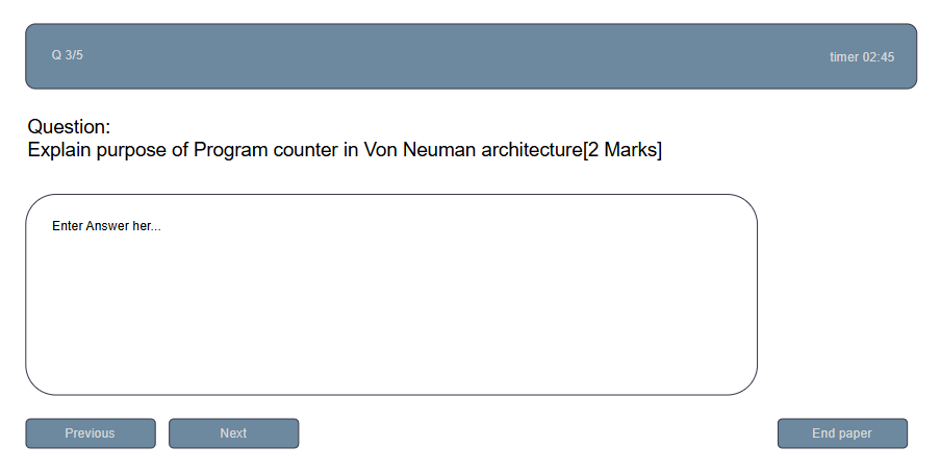 Q 3/5
timer 02:45
Question:
Explain purpose of Program counter in Von Neuman architecture[2 Marks]
Enter Answer her...
Previous
Next
End paper